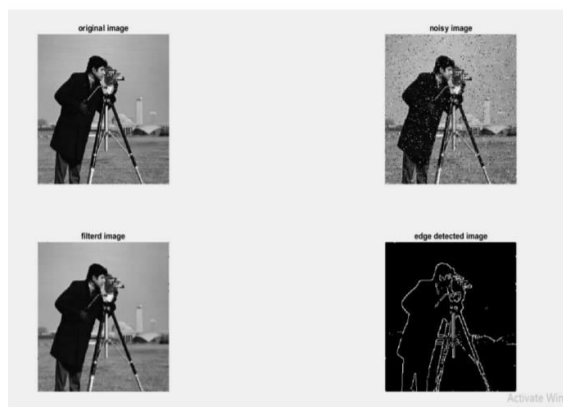 original image
noisy image
filterd image
edge detected image
Activate Win